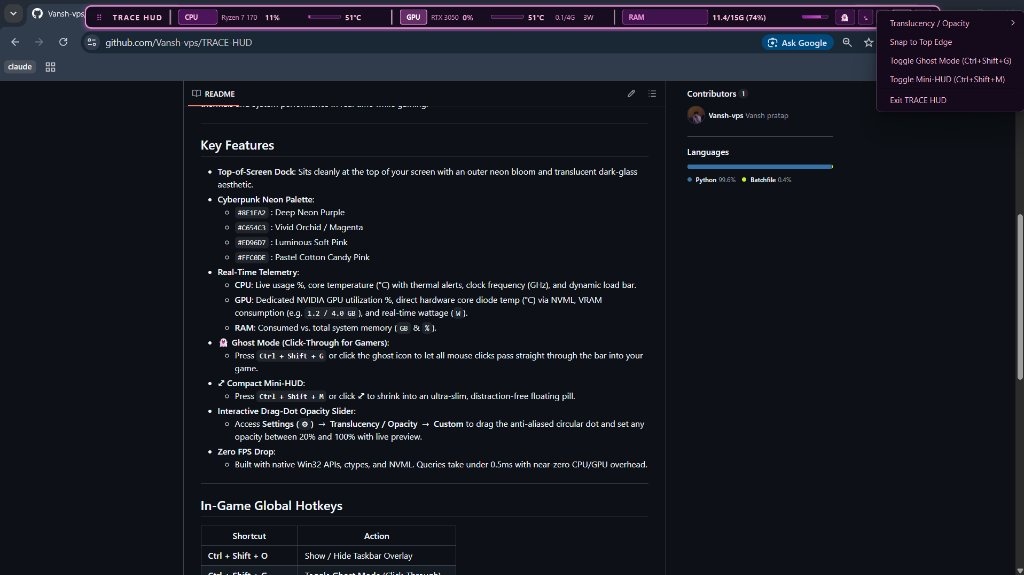 Vansh-vps
TRACE HUD
CPU
Ryzen 7 170
11%
51°C
GPU
RTX 3050
0%
51°C
0.1/4G
3W
RAM
11.4/15G (74%)
github.com/Vansh-vps/TRACE-HUD
Ask Google
claude
Translucency / Opacity
Snap to Top Edge
Toggle Ghost Mode (Ctrl+Shift+G)
Toggle Mini-HUD (Ctrl+Shift+M)
Exit TRACE HUD
README
Key Features
• Top-of-Screen Dock: Sits cleanly at the top of your screen with an outer neon bloom and translucent dark-glass
aesthetic.
• Cyberpunk Neon Palette:
#8E1EA2 : Deep Neon Purple
#C654C3 : Vivid Orchid / Magenta
#ED96D7 : Luminous Soft Pink
#FFC0DE : Pastel Cotton Candy Pink
• Real-Time Telemetry:
CPU: Live usage %, core temperature (°C) with thermal alerts, clock frequency (GHz), and dynamic load bar.
GPU: Dedicated NVIDIA GPU utilization %, direct hardware core diode temp (°C) via NVML, VRAM
consumption (e.g. 1.2 / 4.0 GB ), and real-time wattage ( W ).
RAM: Consumed vs. total system memory ( GB & % ).
• 👻 Ghost Mode (Click-Through for Gamers):
Press Ctrl + Shift + G or click the ghost icon to let all mouse clicks pass straight through the bar into your
game.
• ⤢ Compact Mini-HUD:
Press Ctrl + Shift + M or click ⤢ to shrink into an ultra-slim, distraction-free floating pill.
• Interactive Drag-Dot Opacity Slider:
Access Settings ( ⚙ ) → Translucency / Opacity → Custom to drag the anti-aliased circular dot and set any
opacity between 20% and 100% with live preview.
• Zero FPS Drop:
Built with native Win32 APIs, ctypes, and NVML. Queries take under 0.5ms with near-zero CPU/GPU overhead.
In-Game Global Hotkeys
Shortcut Action
Ctrl + Shift + O Show / Hide Taskbar Overlay
Contributors 1
Vansh-vps Vansh pratap
Languages
Python 99.6% Batchfile 0.4%